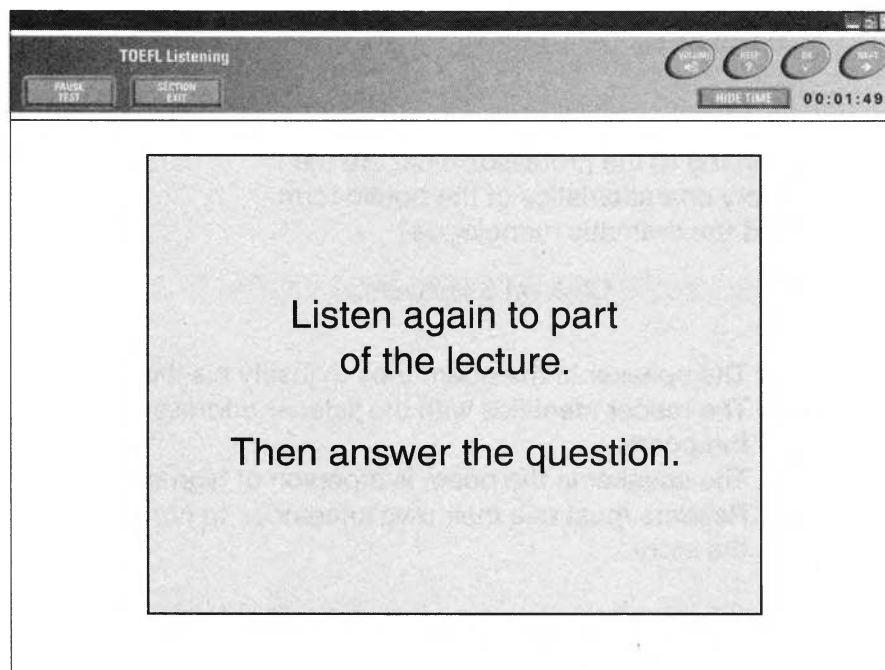 TOEFL Listening
VOLUME HELP OK NEXT
PAUSE TEST
SECTION EXIT
HIDE TIME 00:01:49
Listen again to part
of the lecture.
Then answer the question.